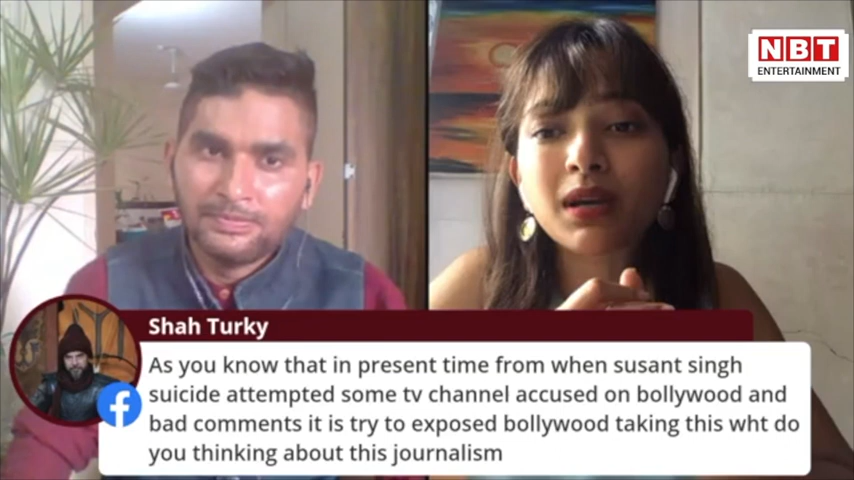 NBT
ENTERTAINMENT
Shah Turky
As you know that in present time from when susant singh
suicide attempted some tv channel accused on bollywood and
bad comments it is try to exposed bollywood taking this wht do
you thinking about this journalism